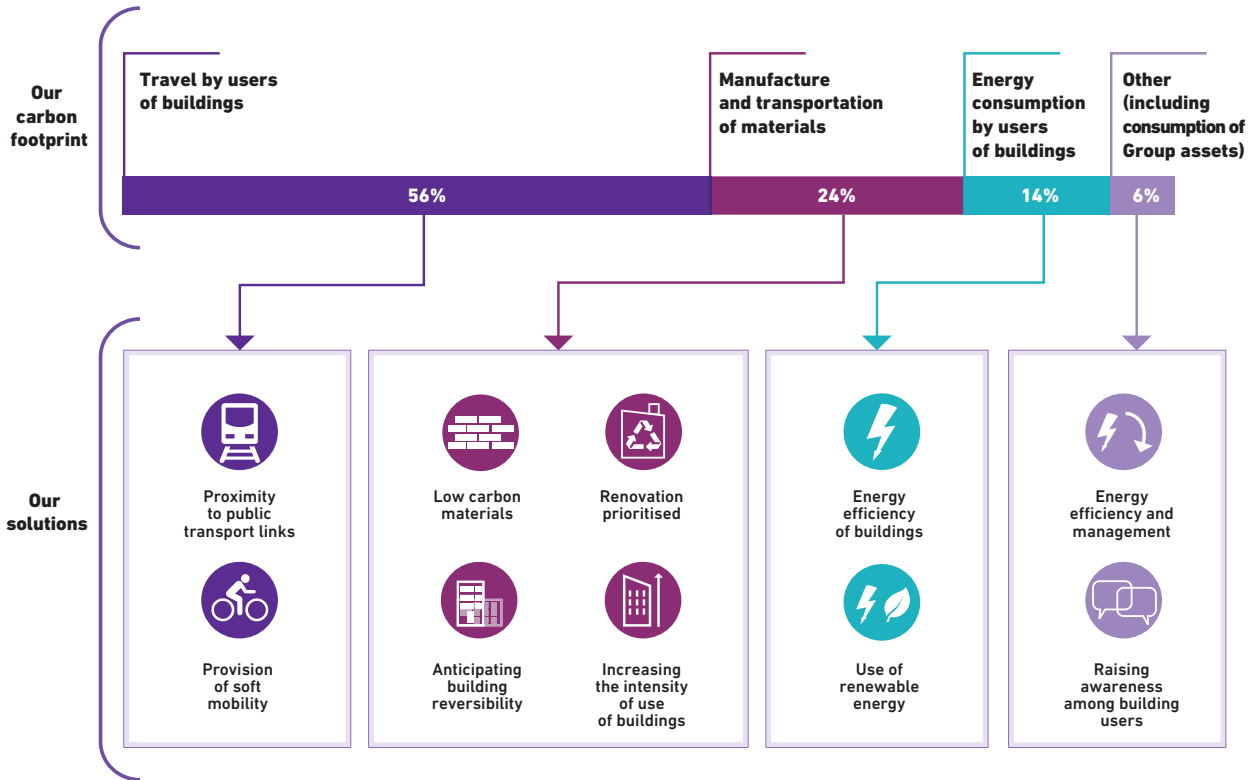 Our
carbon
footprint
Travel by users
of buildings
Manufacture
and transportation
of materials
Energy
consumption
by users
of buildings
Other
(including
consumption of
Group assets)
56%
24%
14%
6%
Our
solutions
Proximity
to public
transport links
Low carbon
materials
Renovation
prioritised
Energy
efficiency
of buildings
Energy
efficiency and
management
Provision
of soft
mobility
Anticipating
building
reversibility
Increasing
the intensity
of use
of buildings
Use of
renewable
energy
Raising
awareness
among building
users